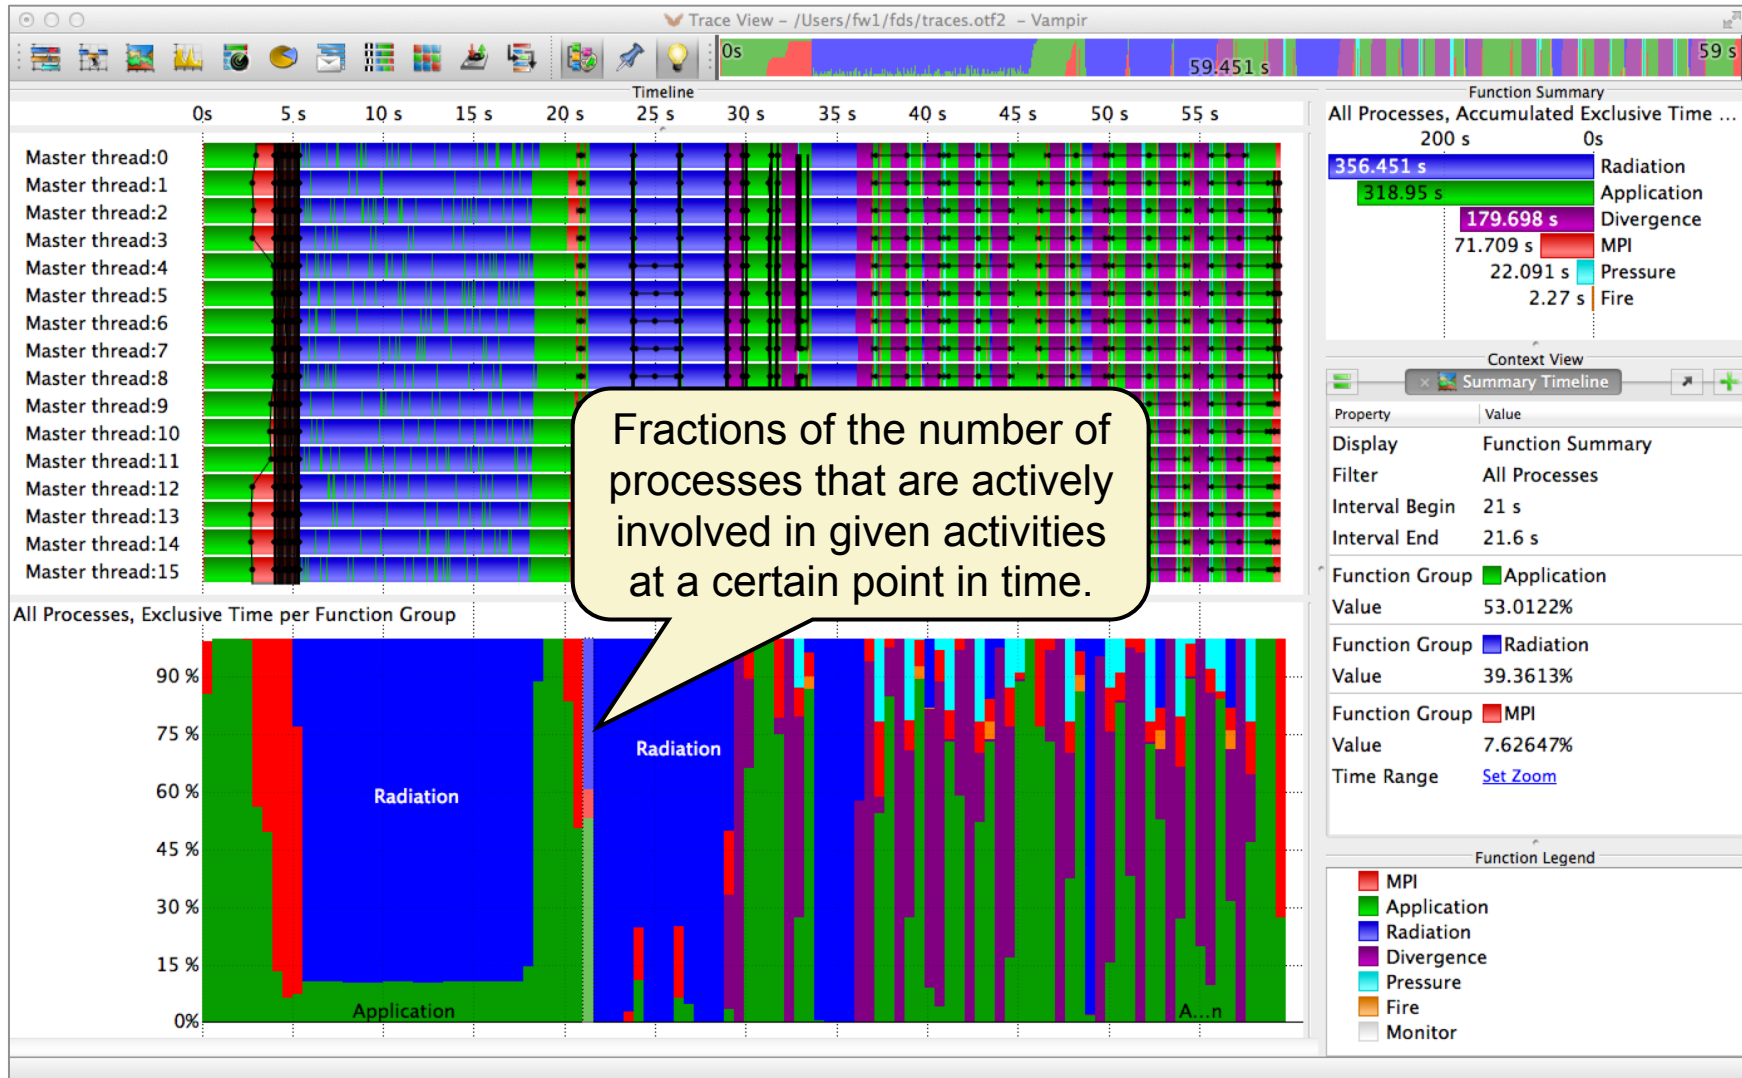 Trace View – /Users/fw1/fds/traces.otf2 – Vampir
0s
59.451 s
59 s
Timeline
0s 5 s 10 s 15 s 20 s 25 s 30 s 35 s 40 s 45 s 50 s 55 s
Master thread:0
Master thread:1
Master thread:2
Master thread:3
Master thread:4
Master thread:5
Master thread:6
Master thread:7
Master thread:8
Master thread:9
Master thread:10
Master thread:11
Master thread:12
Master thread:13
Master thread:14
Master thread:15
Fractions of the number of
processes that are actively
involved in given activities
at a certain point in time.
All Processes, Exclusive Time per Function Group
90 %
75 %
60 %
45 %
30 %
15 %
0%
Radiation
Radiation
Application
A...n
Function Summary
All Processes, Accumulated Exclusive Time ...
200 s 0s
356.451 s Radiation
318.95 s Application
179.698 s Divergence
71.709 s MPI
22.091 s Pressure
2.27 s Fire
Context View
Summary Timeline
Property Value
Display Function Summary
Filter All Processes
Interval Begin 21 s
Interval End 21.6 s
Function Group Application
Value 53.0122%
Function Group Radiation
Value 39.3613%
Function Group MPI
Value 7.62647%
Time Range Set Zoom
Function Legend
MPI
Application
Radiation
Divergence
Pressure
Fire
Monitor